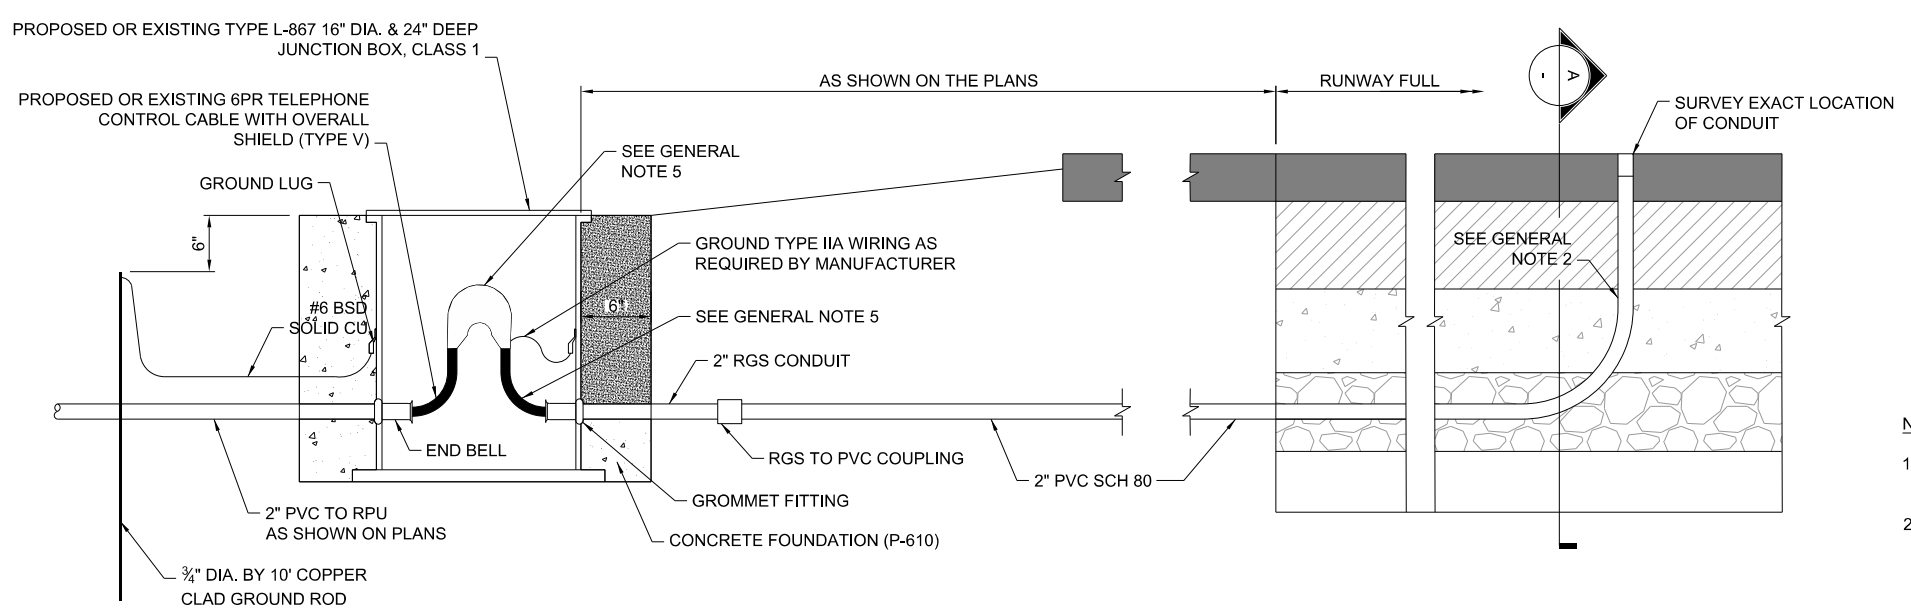 PROPOSED OR EXISTING TYPE L-867 16" DIA. & 24" DEEP
JUNCTION BOX, CLASS 1
PROPOSED OR EXISTING 6PR TELEPHONE
CONTROL CABLE WITH OVERALL
SHIELD (TYPE V)
GROUND LUG
6"
#6 BSD
SOLID CU
SEE GENERAL
NOTE 5
GROUND TYPE IIA WIRING AS
REQUIRED BY MANUFACTURER
6"
SEE GENERAL NOTE 5
2" RGS CONDUIT
END BELL
RGS TO PVC COUPLING
GROMMET FITTING
CONCRETE FOUNDATION (P-610)
2" PVC TO RPU
AS SHOWN ON PLANS
¾" DIA. BY 10' COPPER
CLAD GROUND ROD
AS SHOWN ON THE PLANS
RUNWAY FULL
A
-
SURVEY EXACT LOCATION
OF CONDUIT
SEE GENERAL
NOTE 2
2" PVC SCH 80
N
1
2